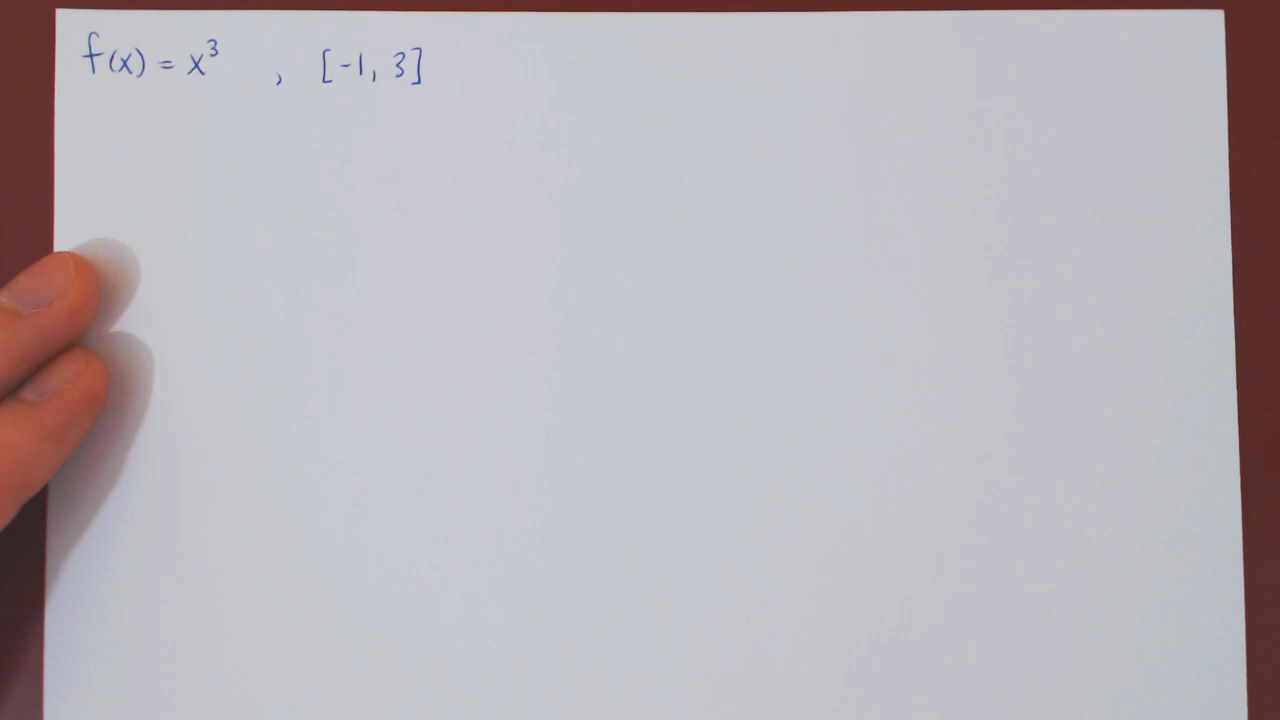 f(x) = x³ , [-1, 3]